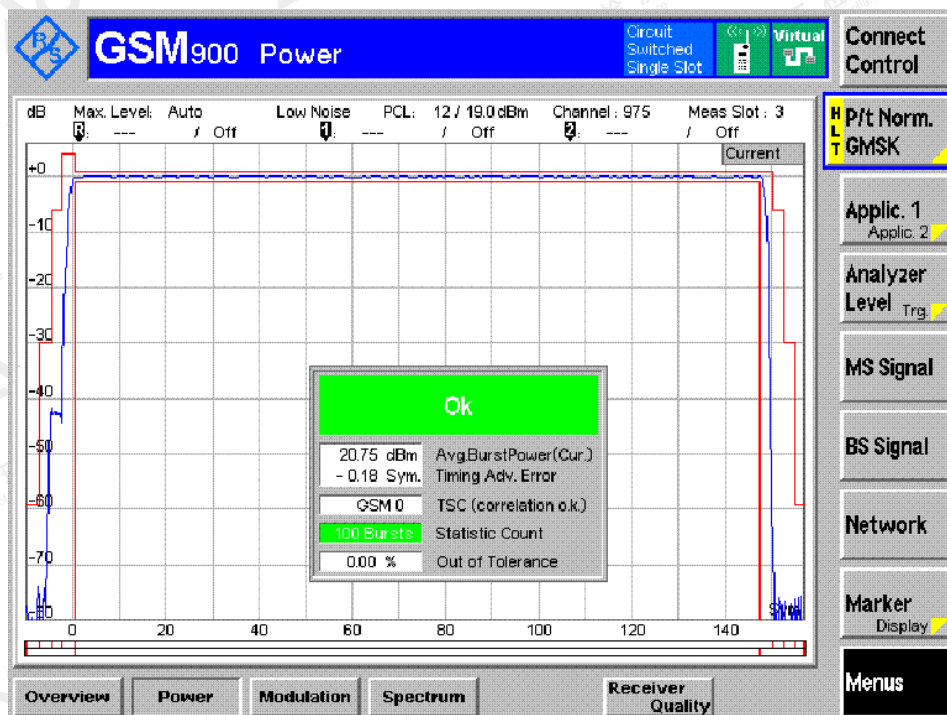 R/S GSM900 Power Circuit Switched Single Slot Virtual
Connect Control
dB Max. Level: Auto Low Noise PCL: 12 / 19.0 dBm Channel : 975 Meas Slot : 3
R: --- / Off 1: --- / Off 2: --- / Off
HLT P/t Norm. GMSK
Current
+0
-10
-20
-30
-40
-50
-60
-70
-80
Applic. 1
Applic. 2
Analyzer
Level Trg.
MS Signal
BS Signal
Network
Marker
Display
Menus
Ok
20.75 dBm Avg.BurstPower(Cur.)
- 0.18 Sym. Timing Adv. Error
GSM 0 TSC (correlation o.k.)
100 Bursts Statistic Count
0.00 % Out of Tolerance
0 20 40 60 80 100 120 140
Overview Power Modulation Spectrum Receiver Quality